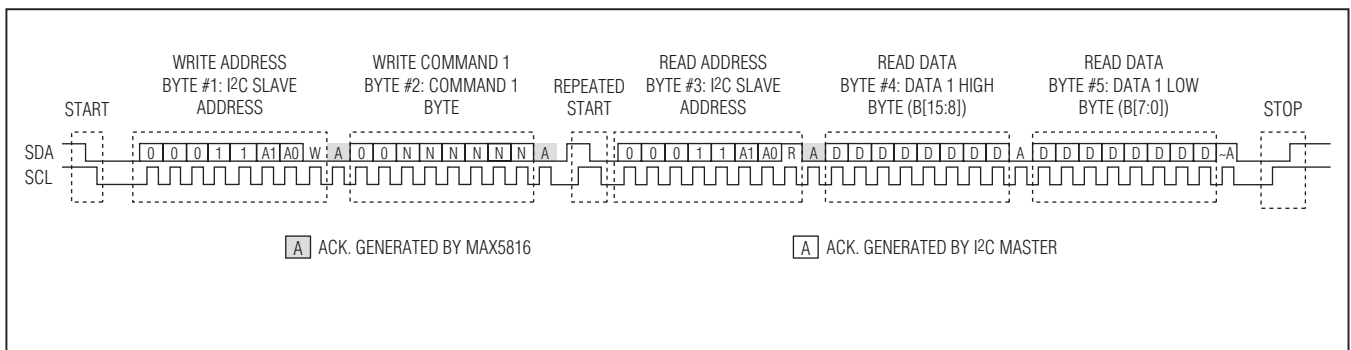 START
WRITE ADDRESS
BYTE #1: I2C SLAVE
ADDRESS
WRITE COMMAND 1
BYTE #2: COMMAND 1
BYTE
REPEATED
START
READ ADDRESS
BYTE #3: I2C SLAVE
ADDRESS
READ DATA
BYTE #4: DATA 1 HIGH
BYTE (B[15:8])
READ DATA
BYTE #5: DATA 1 LOW
BYTE (B[7:0])
STOP
SDA 0 0 0 1 1 A1 A0 W A 0 0 N N N N N N A 0 0 0 1 1 A1 A0 R A D D D D D D D D A D D D D D D D D ~A
SCL
A ACK. GENERATED BY MAX5816
A ACK. GENERATED BY I2C MASTER